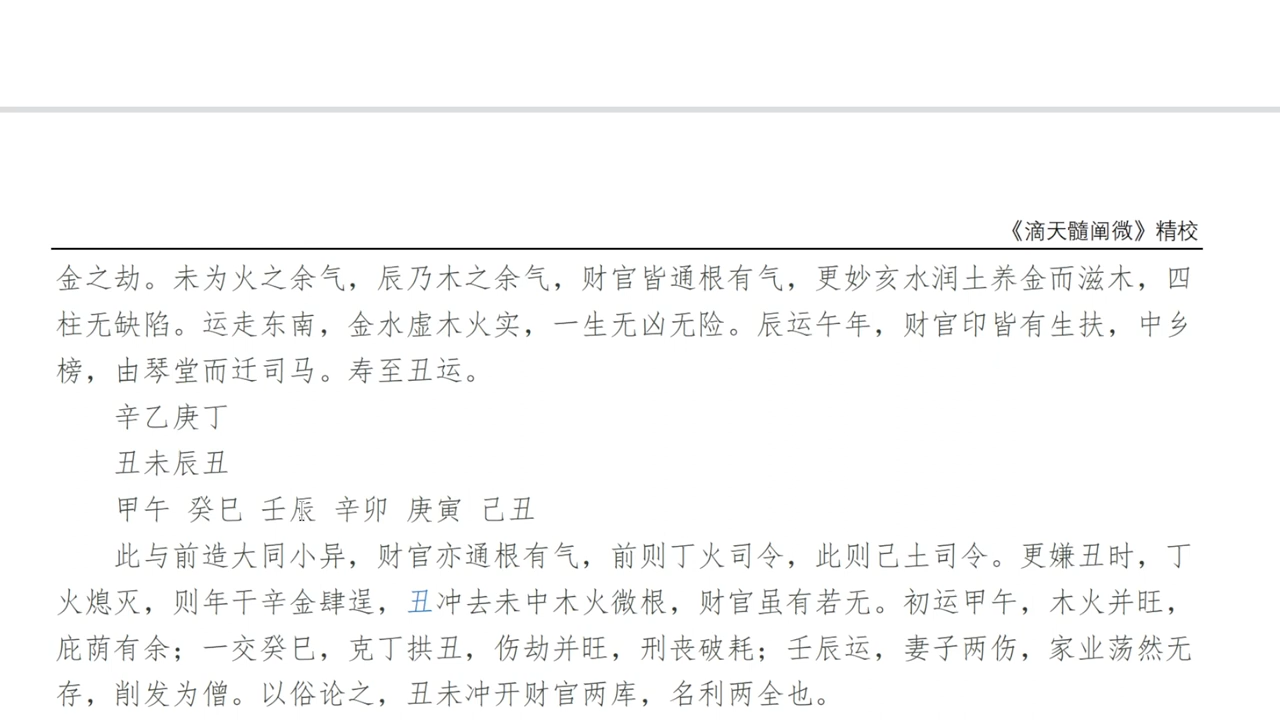 《滴天髓阐微》精校
金之劫。未为火之余气，辰乃木之余气，财官皆通根有气，更妙亥水润土养金而滋木，四
柱无缺陷。运走东南，金水虚木火实，一生无凶无险。辰运午年，财官印皆有生扶，中乡
榜，由琴堂而迁司马。寿至丑运。
辛乙庚丁
丑未辰丑
甲午 癸巳 壬辰 辛卯 庚寅 己丑
此与前造大同小异，财官亦通根有气，前则丁火司令，此则己土司令。更嫌丑时，丁
火熄灭，则年干辛金肆逞，丑冲去未中木火微根，财官虽有若无。初运甲午，木火并旺，
庇荫有余；一交癸巳，克丁拱丑，伤劫并旺，刑丧破耗；壬辰运，妻子两伤，家业荡然无
存，削发为僧。以俗论之，丑未冲开财官两库，名利两全也。